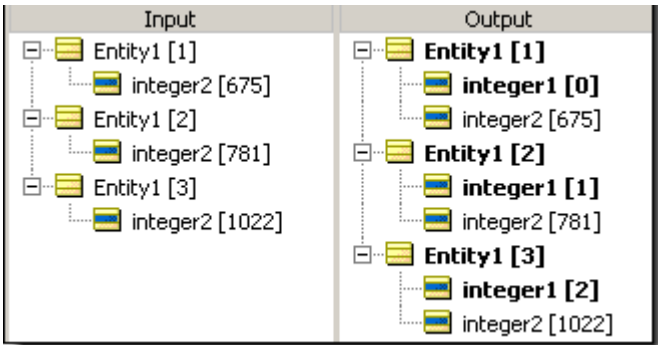 Input
Entity1 [1]
integer2 [675]
Entity1 [2]
integer2 [781]
Entity1 [3]
integer2 [1022]
Output
Entity1 [1]
integer1 [0]
integer2 [675]
Entity1 [2]
integer1 [1]
integer2 [781]
Entity1 [3]
integer1 [2]
integer2 [1022]